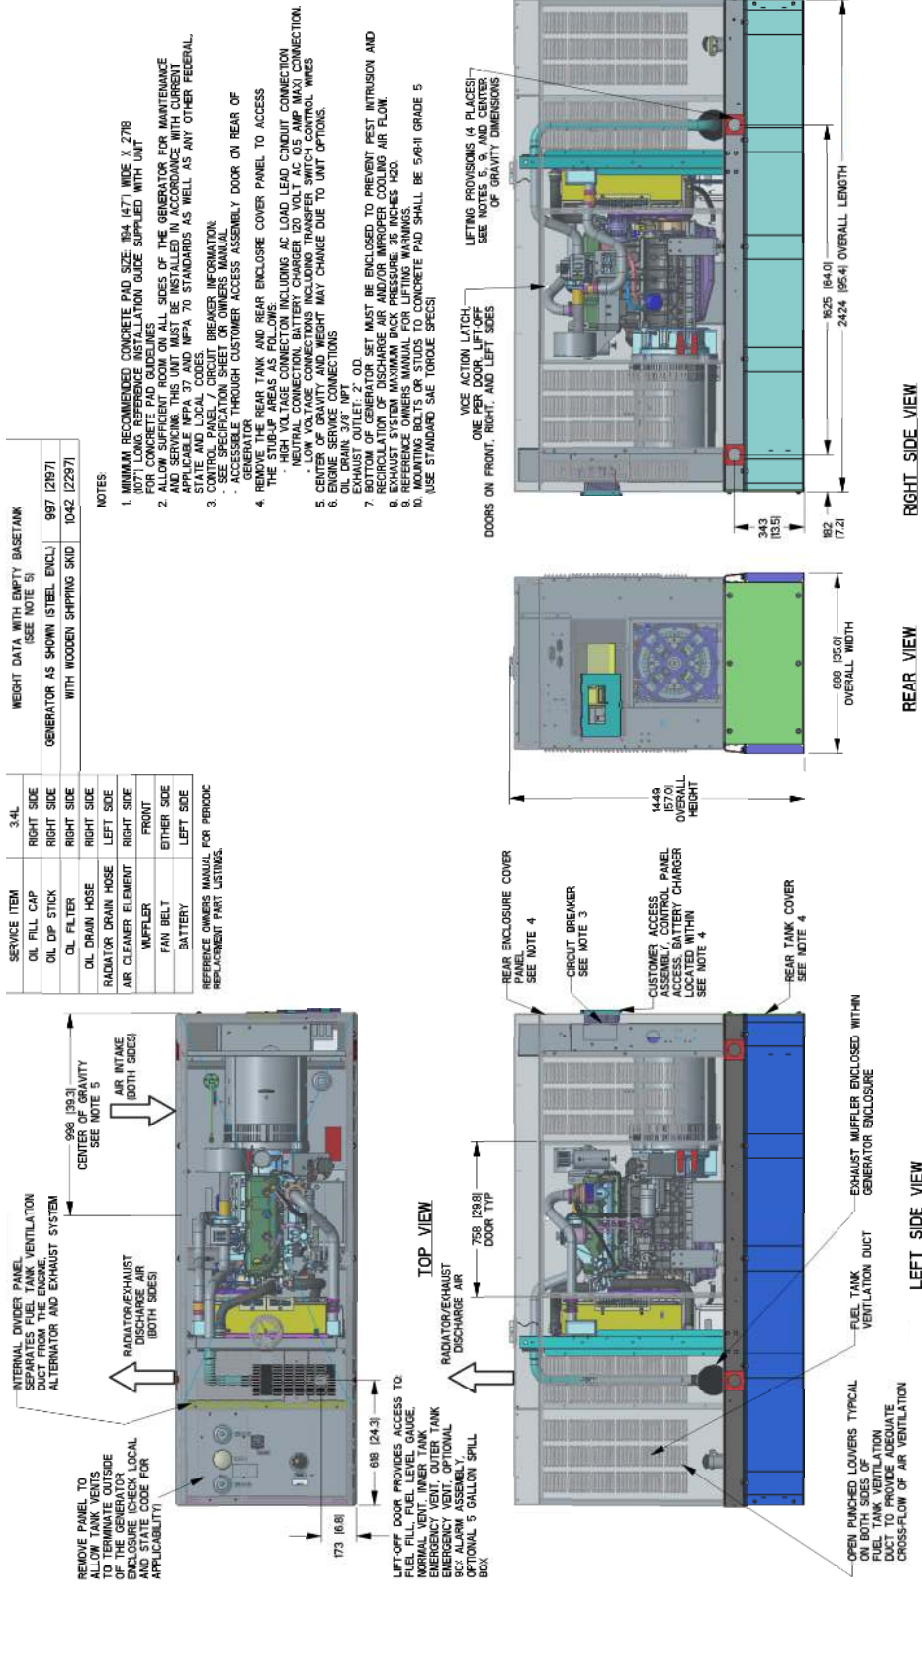 SERVICE ITEM 3.4L
OIL FILL CAP RIGHT SIDE
OIL DIP STICK RIGHT SIDE
OIL FILTER RIGHT SIDE
OIL DRAIN HOSE RIGHT SIDE
RADIATOR DRAIN HOSE LEFT SIDE
AIR CLEANER ELEMENT RIGHT SIDE
MUFFLER FRONT
FAN BELT EITHER SIDE
BATTERY LEFT SIDE
REFERENCE OWNERS MANUAL FOR PERIODIC
REPLACEMENT PART LISTINGS.
WEIGHT DATA WITH EMPTY BASETANK
(SEE NOTE 5)
GENERATOR AS SHOWN (STEEL ENCL) 997 [2197]
WITH WOODEN SHIPPING SKID 1042 [2297]
NOTES:
1. MINIMUM RECOMMENDED CONCRETE PAD SIZE: 1194 [47"] WIDE X 2718
[107"] LONG. REFERENCE INSTALLATION GUIDE SUPPLIED WITH UNIT
FOR CONCRETE PAD GUIDELINES
2. ALLOW SUFFICIENT ROOM ON ALL SIDES OF THE GENERATOR FOR MAINTENANCE
AND SERVICING. THIS UNIT MUST BE INSTALLED IN ACCORDANCE WITH CURRENT
APPLICABLE NFPA 37 AND NFPA 70 STANDARDS AS WELL AS ANY OTHER FEDERAL,
STATE AND LOCAL CODES.
3. CONTROL PANEL / CIRCUIT BREAKER INFORMATION:
- SEE SPECIFICATION SHEET OR OWNERS MANUAL
- ACCESSIBLE THROUGH CUSTOMER ACCESS ASSEMBLY DOOR ON REAR OF
GENERATOR
4. REMOVE THE REAR TANK AND REAR ENCLOSRE COVER PANEL TO ACCESS
THE STUB-UP AREAS AS FOLLOWS:
- HIGH VOLTAGE CONNECTION INCLUDING AC LOAD LEAD CONDUIT CONNECTION
NEUTRAL CONNECTION, BATTERY CHARGER 120 VOLT AC (0.5 AMP MAX) CONNECTION.
- LOW VOLTAGE CONNECTIONS INCLUDING TRANSFER SWITCH CONTROL WIRES
5. CENTER OF GRAVITY AND WEIGHT MAY CHANGE DUE TO UNIT OPTIONS.
6. ENGINE SERVICE CONNECTIONS
OIL DRAIN: 3/8" NPT
EXHAUST OUTLET: 2" O.D.
7. BOTTOM OF GENERATOR SET MUST BE ENCLOSED TO PREVENT PEST INTRUSION AND
RECIRCULATION OF DISCHARGE AIR AND/OR IMPROPER COOLING AIR FLOW.
8. EXHAUST SYSTEM MAXIMUM BACK PRESSURE: 36 INCHES H2O.
9. REFERENCE OWNERS MANUAL FOR LIFTING WARNINGS.
10. MOUNTING BOLTS OR STUDS TO CONCRETE PAD SHALL BE 5/8-11 GRADE 5
(USE STANDARD SAE TORQUE SPECS)
INTERNAL DIVIDER PANEL
SEPARATES FUEL TANK VENTILATION
DUCT FROM THE ENGINE,
ALTERNATOR AND EXHAUST SYSTEM
998 [39.3]
CENTER OF GRAVITY
SEE NOTE 5
AIR INTAKE
(BOTH SIDES)
RADIATOR/EXHAUST
DISCHARGE AIR
(BOTH SIDES)
REMOVE PANEL TO
ALLOW TANK VENTS
TO TERMINATE OUTSIDE
OF THE GENERATOR
ENCLOSURE (CHECK LOCAL
AND STATE CODE FOR
APPLICABILITY)
173 [6.8]
618 [24.3]
TOP VIEW
LIFT-OFF DOOR PROVIDES ACCESS TO:
FUEL FILL, FUEL LEVEL GAUGE,
NORMAL VENT, INNER TANK
EMERGENCY VENT, OUTER TANK
EMERGENCY VENT, OPTIONAL
90% ALARM ASSEMBLY,
OPTIONAL 5 GALLON SPILL
BOX
RADIATOR/EXHAUST
DISCHARGE AIR
758 [29.8]
DOOR TYP
REAR ENCLOSURE COVER
PANEL
SEE NOTE 4
CIRCUT BREAKER
SEE NOTE 3
CUSTOMER ACCESS
ASSEMBLY, CONTROL PANEL
ACCESS, BATTERY CHARGER
LOCATED WITHIN
SEE NOTE 4
REAR TANK COVER
SEE NOTE 4
OPEN PUNCHED LOUVERS TYPICAL
ON BOTH SIDES OF
FUEL TANK VENTILATION
DUCT TO PROVIDE ADEQUATE
CROSS-FLOW OF AIR VENTILATION
FUEL TANK
VENTILATION DUCT
EXHAUST MUFFLER ENCLOSED WITHIN
GENERATOR ENCLOSURE
LEFT SIDE VIEW
1449
[57.0]
OVERALL
HEIGHT
[35.0]
OVERALL WIDTH
REAR VIEW
VICE ACTION LATCH,
ONE PER DOOR, LIFT-OFF
DOORS ON FRONT, RIGHT, AND LEFT SIDES
LIFTING PROVISIONS (4 PLACES)
SEE NOTES 5, 9, AND CENTER
OF GRAVITY DIMENSIONS
343
[13.5]
182
[7.2]
1625 [64.0]
2424 [95.4] OVERALL LENGTH
RIGHT SIDE VIEW